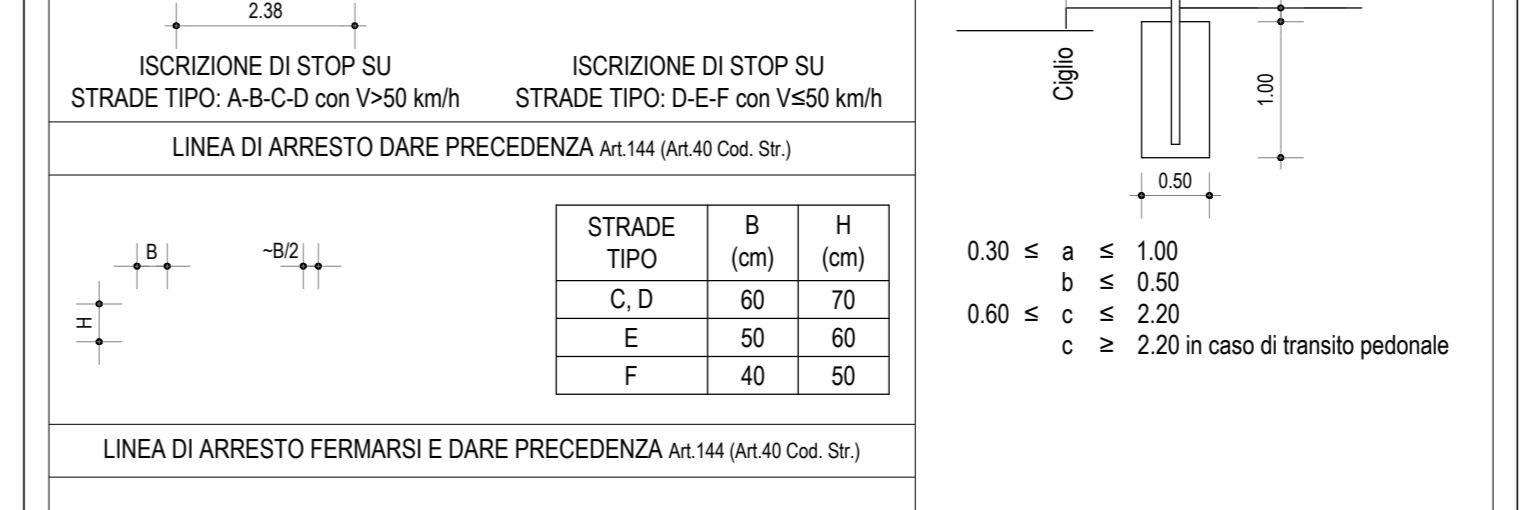 2.38
ISCRIZIONE DI STOP SU
STRADE TIPO: A-B-C-D con V>50 km/h
ISCRIZIONE DI STOP SU
STRADE TIPO: D-E-F con V≤50 km/h
LINEA DI ARRESTO DARE PRECEDENZA Art.144 (Art.40 Cod. Str.)
B
~B/2
H
STRADE TIPO B (cm) H (cm)
C, D 60 70
E 50 60
F 40 50
LINEA DI ARRESTO FERMARSI E DARE PRECEDENZA Art.144 (Art.40 Cod. Str.)
Ciglio
1.00
0.50
0.30 ≤ a ≤ 1.00
b ≤ 0.50
0.60 ≤ c ≤ 2.20
c ≥ 2.20 in caso di transito pedonale